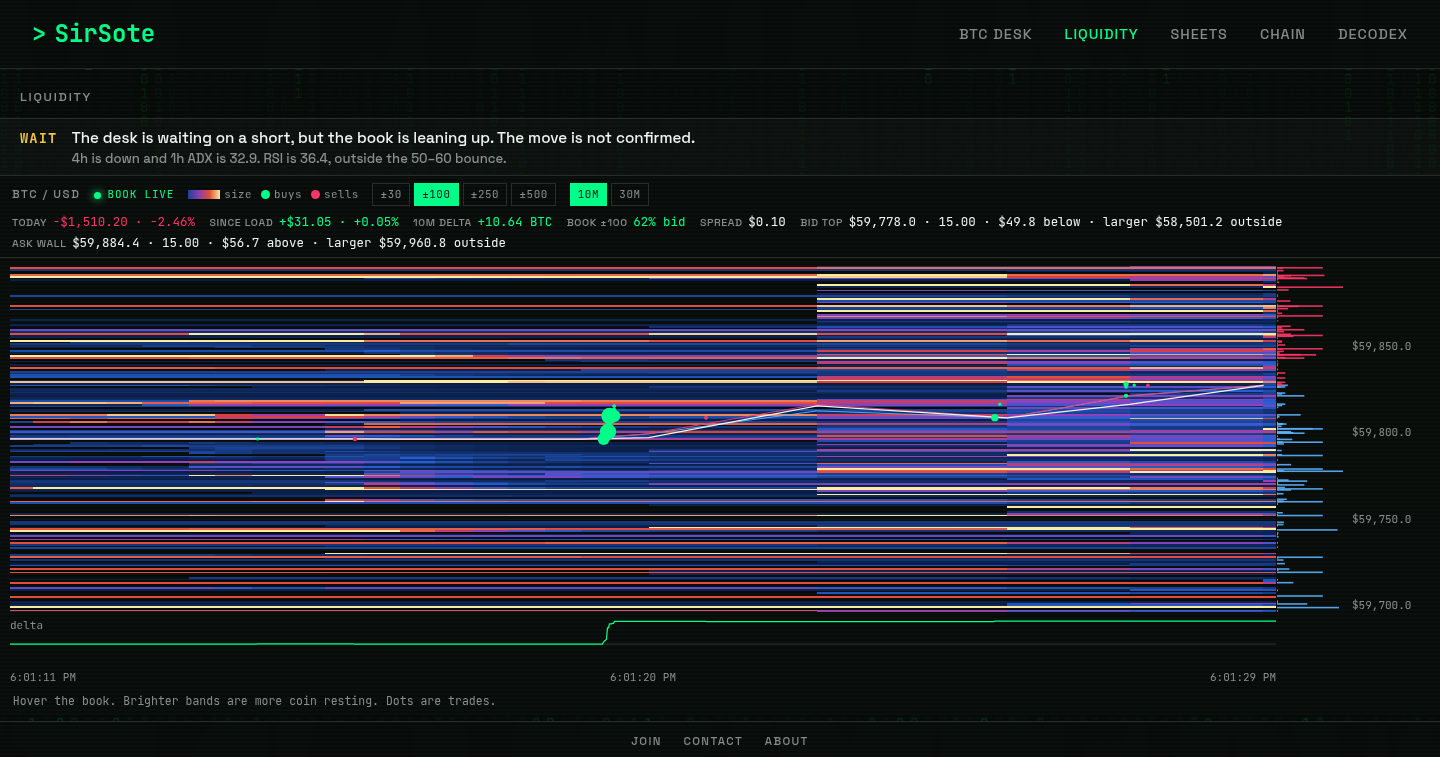 > SirSote
BTC DESK LIQUIDITY SHEETS CHAIN DECODEX
LIQUIDITY
WAIT The desk is waiting on a short, but the book is leaning up. The move is not confirmed.
4h is down and 1h ADX is 32.9. RSI is 36.4, outside the 50–60 bounce.
BTC / USD BOOK LIVE size buys sells ±30 ±100 ±250 ±500 10M 30M
TODAY -$1,510.20 · -2.46% SINCE LOAD +$31.05 · +0.05% 10M DELTA +10.64 BTC BOOK ±100 62% bid SPREAD $0.10 BID TOP $59,778.0 · 15.00 · $49.8 below · larger $58,501.2 outside
ASK WALL $59,884.4 · 15.00 · $56.7 above · larger $59,960.8 outside
$59,850.0
$59,800.0
$59,750.0
$59,700.0
delta
6:01:11 PM 6:01:20 PM 6:01:29 PM
Hover the book. Brighter bands are more coin resting. Dots are trades.
JOIN CONTACT ABOUT